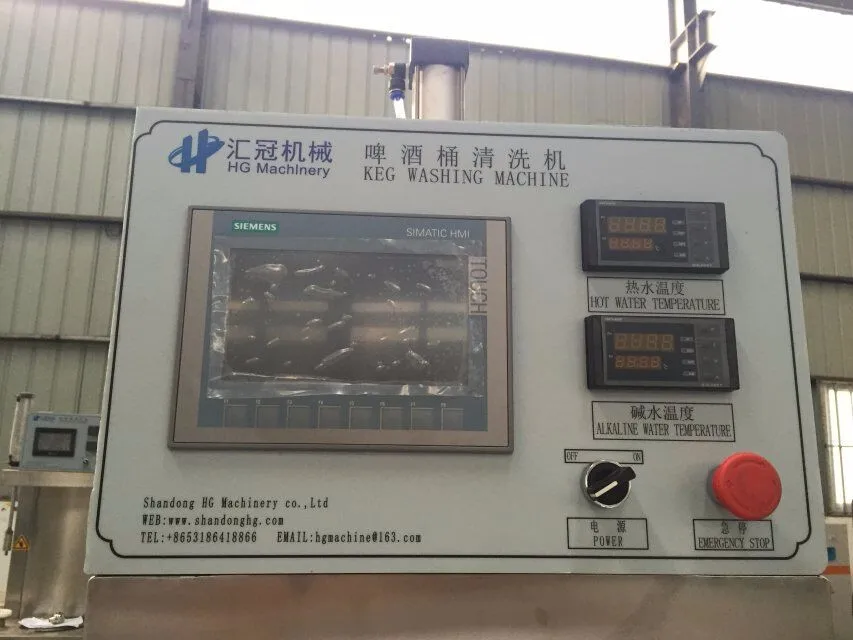 汇冠机械
HG MachInery
啤酒桶清洗机
KEG WASHING MACHINE
SIEMENS
SIMATIC HMI
TOUCH
热水温度
HOT WATER TEMPERATURE
碱水温度
ALKALINE WATER TEMPERATURE
OFF ON
电源
POWER
急停
EMERGENCY STOP
Shandong HG Machinery co.,Ltd
WEB:www.shandonghg.com
TEL:+8653186418866 EMAIL:hgmachine@163.com